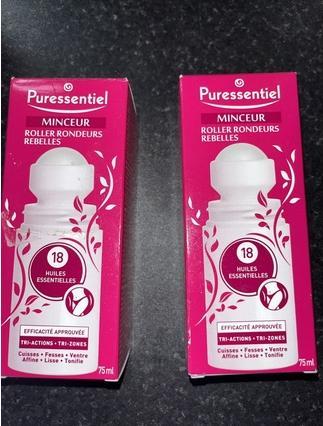 Puressentiel
MINCEUR
ROLLER RONDEURS
REBELLES
18
HUILES
ESSENTIELLES
EFFICACITÉ APPROUVÉE
TRI-ACTIONS • TRI-ZONES
Cuisses • Fesses • Ventre
Affine • Lisse • Tonifie
75 ml
Puressentiel
MINCEUR
ROLLER RONDEURS
REBELLES
18
HUILES
ESSENTIELLES
EFFICACITÉ APPROUVÉE
TRI-ACTIONS • TRI-ZONES
Cuisses • Fesses • Ventre
Affine • Lisse • Tonifie
75ml